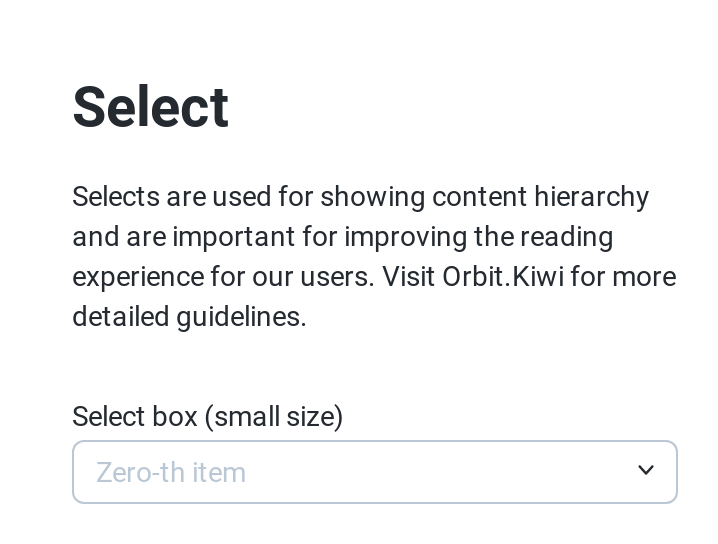 Select
Selects are used for showing content hierarchy
and are important for improving the reading
experience for our users. Visit Orbit.Kiwi for more
detailed guidelines.
Select box (small size)
Zero-th item